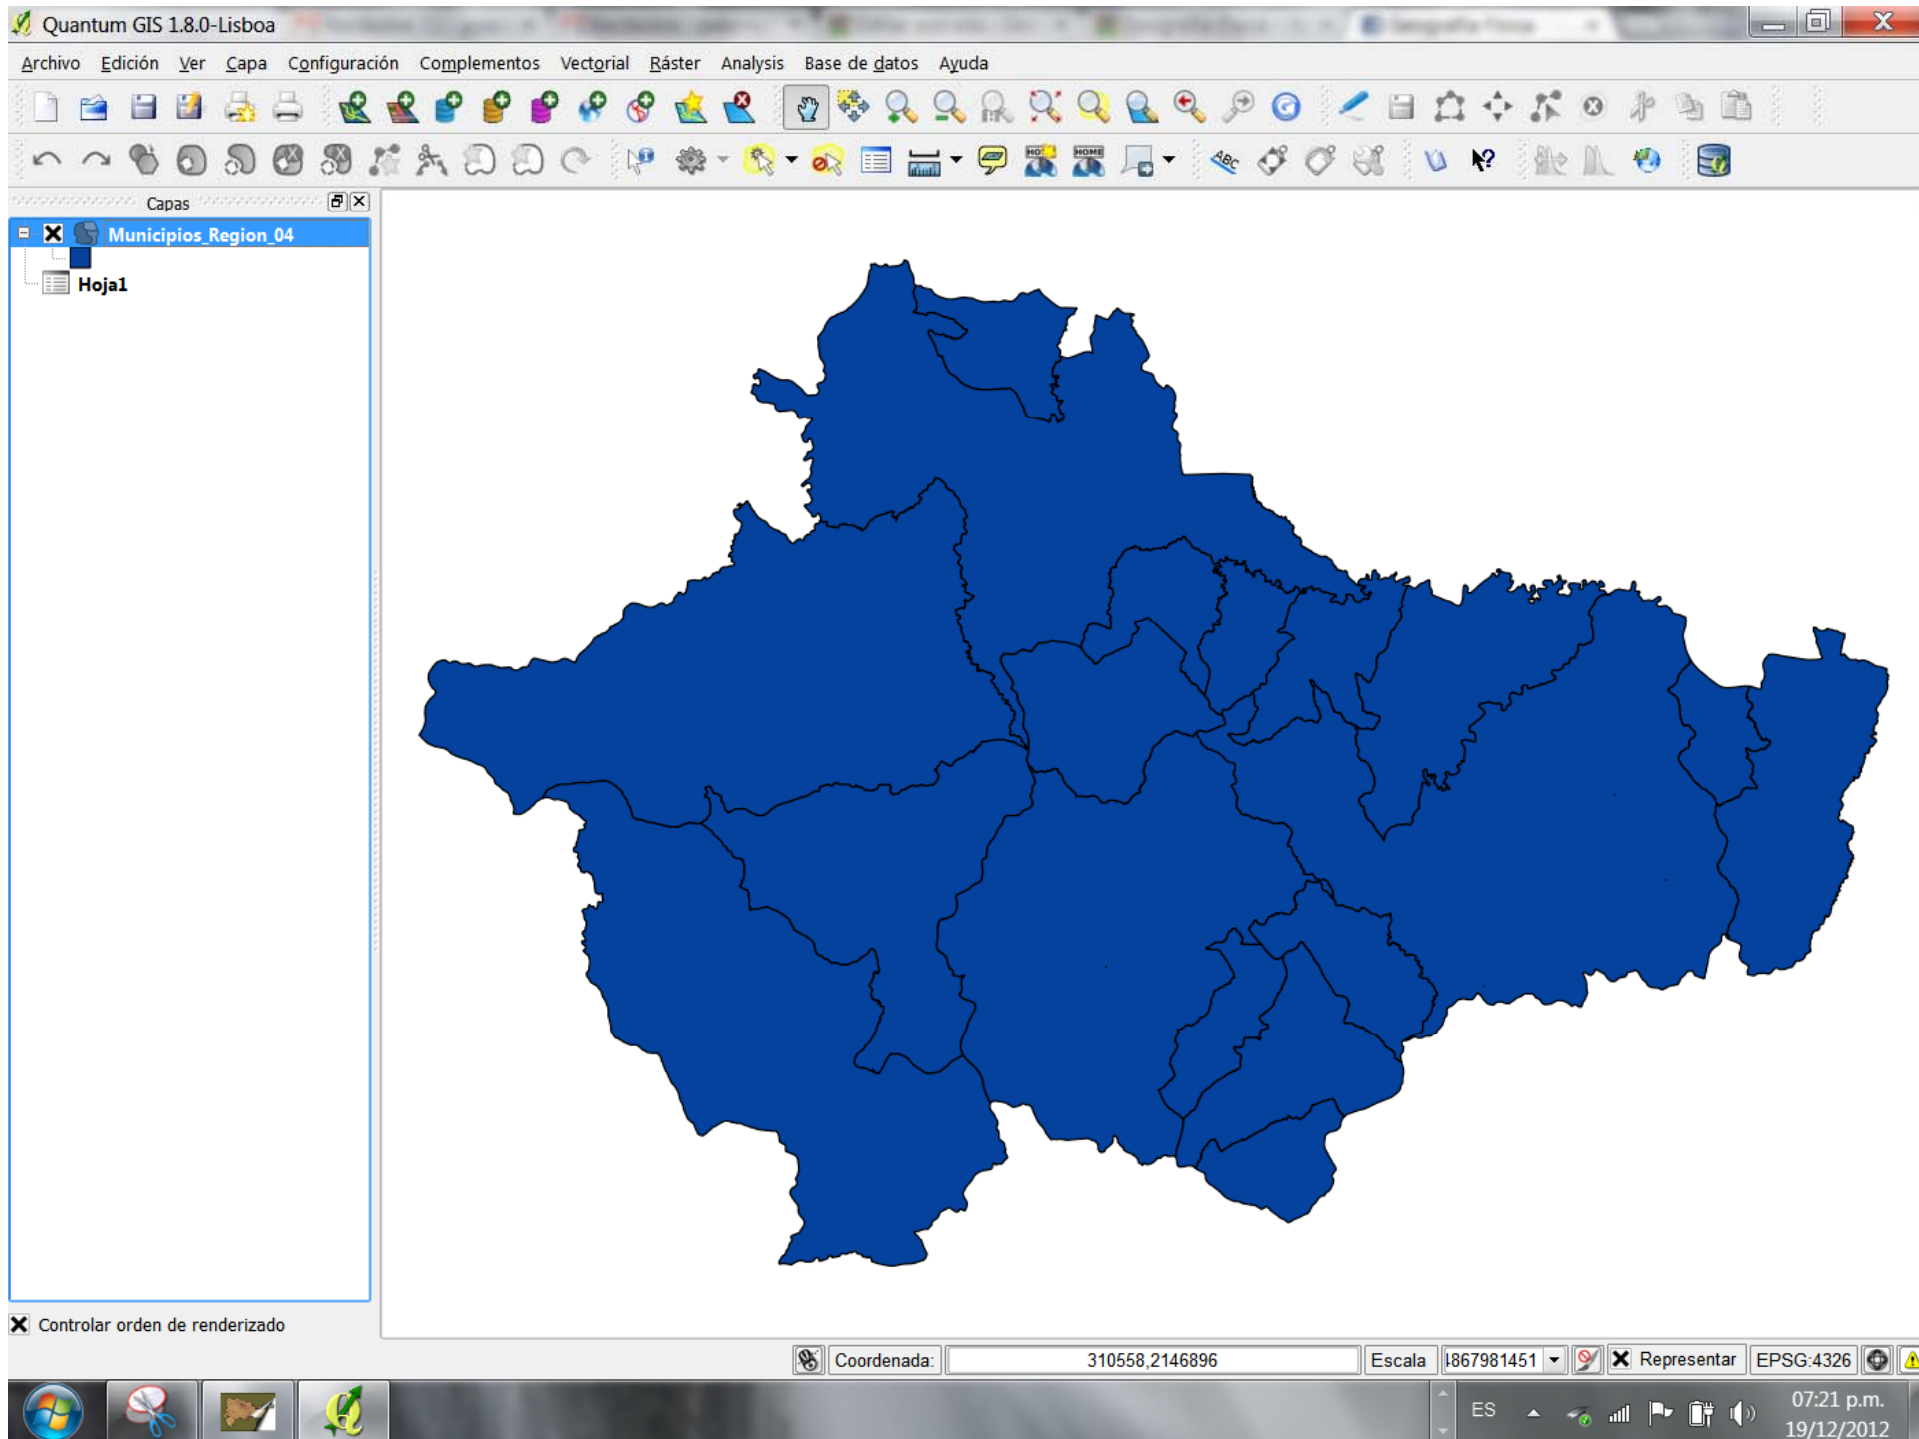 Quantum GIS 1.8.0-Lisboa
Archivo Edición Ver Capa Configuración Complementos Vectorial Ráster Analysis Base de datos Ayuda
ABC
Capas
Municipios_Region_04
Hoja1
Controlar orden de renderizado
Coordenada: 310558,2146896 Escala 867981451 Representar EPSG:4326
ES
07:21 p.m.
19/12/2012